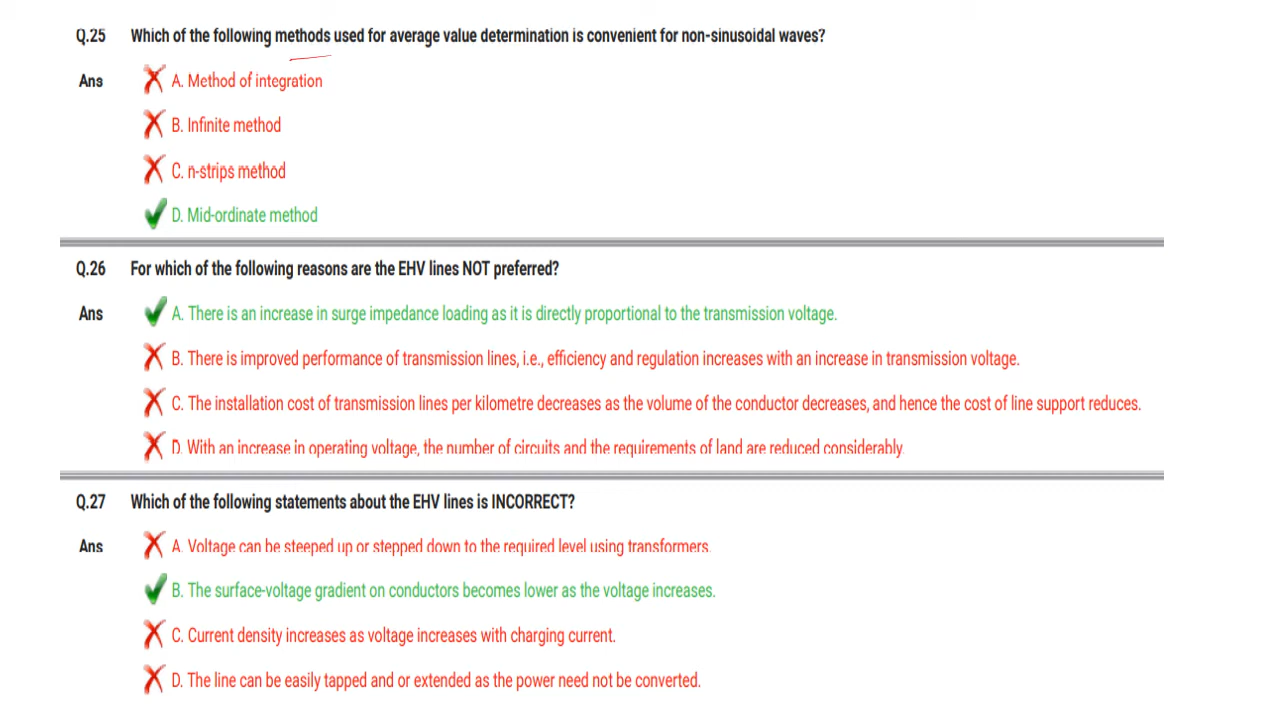 Q.25 Which of the following methods used for average value determination is convenient for non-sinusoidal waves?
Ans A. Method of integration
B. Infinite method
C. n-strips method
D. Mid-ordinate method
Q.26 For which of the following reasons are the EHV lines NOT preferred?
Ans A. There is an increase in surge impedance loading as it is directly proportional to the transmission voltage.
B. There is improved performance of transmission lines, i.e., efficiency and regulation increases with an increase in transmission voltage.
C. The installation cost of transmission lines per kilometre decreases as the volume of the conductor decreases, and hence the cost of line support reduces.
D. With an increase in operating voltage, the number of circuits and the requirements of land are reduced considerably.
Q.27 Which of the following statements about the EHV lines is INCORRECT?
Ans A. Voltage can be steeped up or stepped down to the required level using transformers.
B. The surface-voltage gradient on conductors becomes lower as the voltage increases.
C. Current density increases as voltage increases with charging current.
D. The line can be easily tapped and or extended as the power need not be converted.